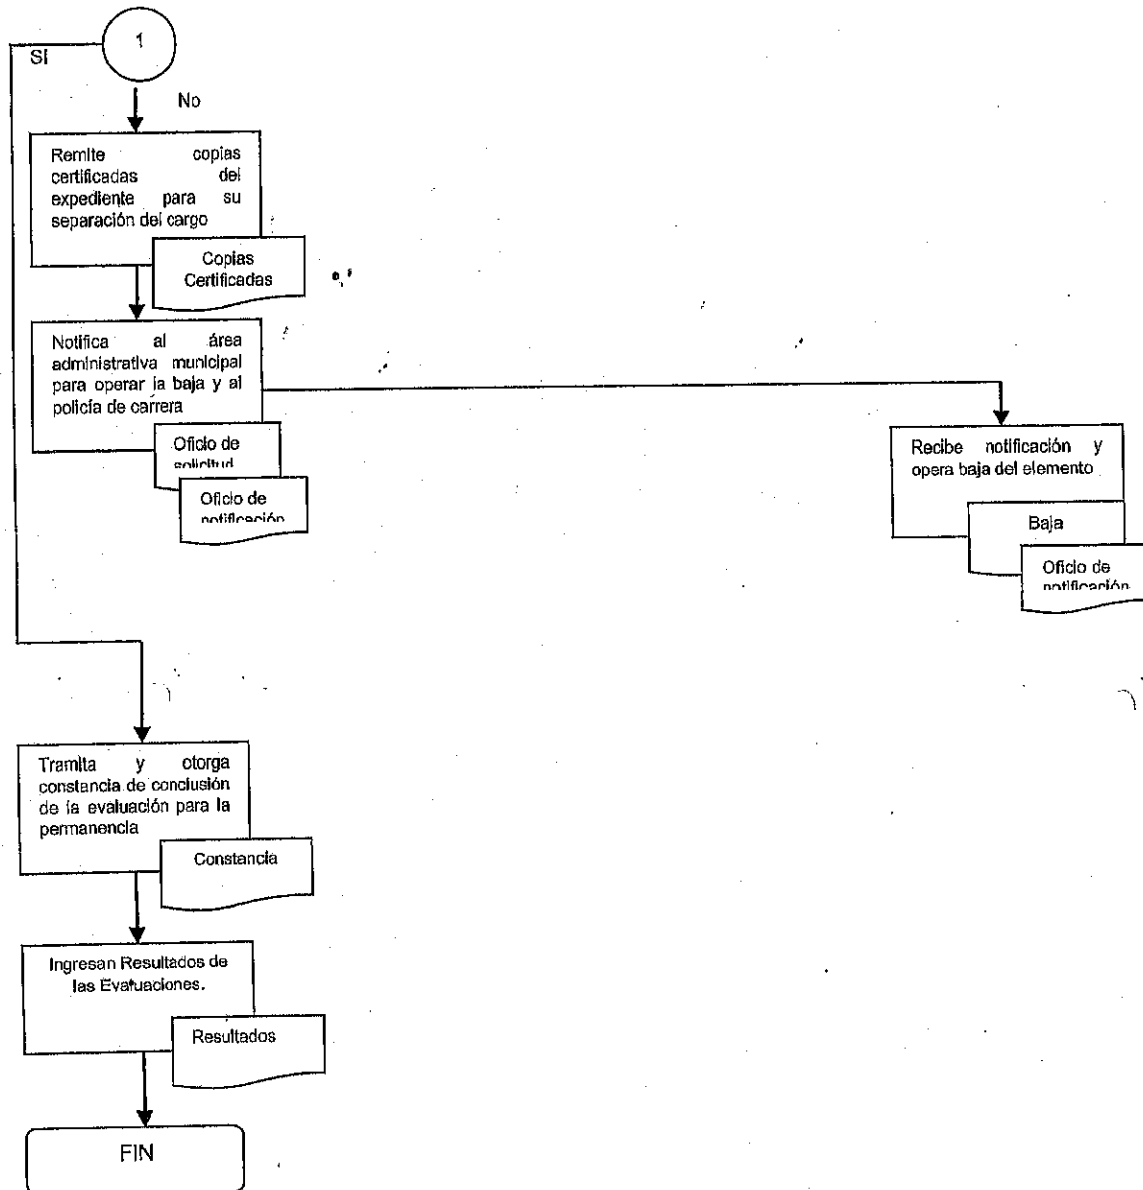 1
SI
No
Remite copias
certificadas del
expediente para su
separación del cargo
Copias
Certificadas
Notifica al área
administrativa municipal
para operar la baja y al
policía de carrera
Oficio de
solicitud
Oficio de
notificación
Recibe notificación y
opera baja del elemento
Baja
Oficio de
notificación
Tramita y otorga
constancia de conclusión
de la evaluación para la
permanencia
Constancia
Ingresan Resultados de
las Evaluaciones.
Resultados
FIN